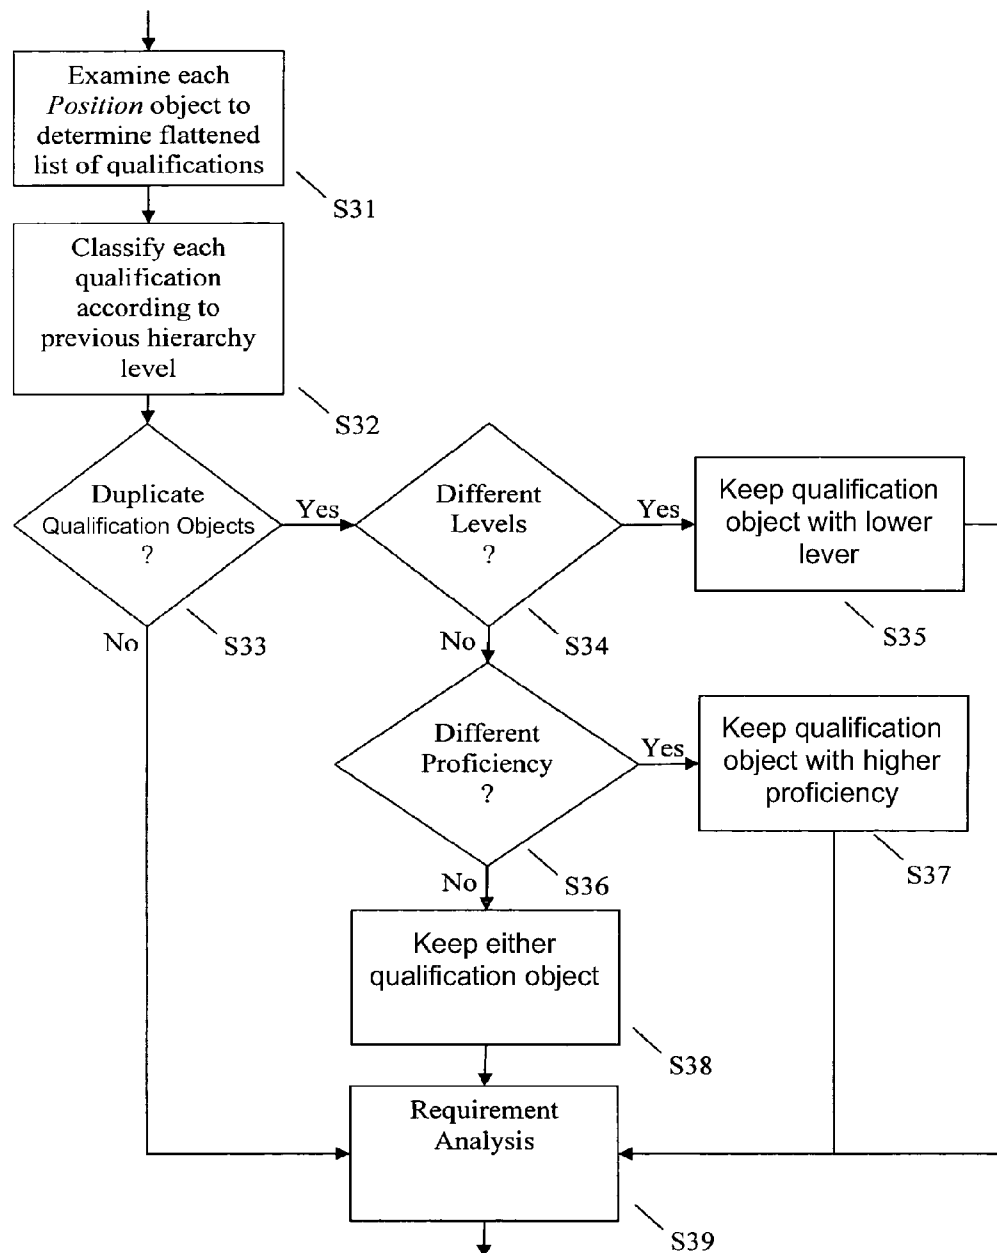 Examine each
Position object to
determine flattened
list of qualifications
S31
Classify each
qualification
according to
previous hierarchy
level
S32
Duplicate
Qualification Objects
?
Yes
No
S33
Different
Levels
?
Yes
No
S34
Keep qualification
object with lower
lever
S35
Different
Proficiency
?
Yes
No
S36
Keep qualification
object with higher
proficiency
S37
Keep either
qualification object
S38
Requirement
Analysis
S39